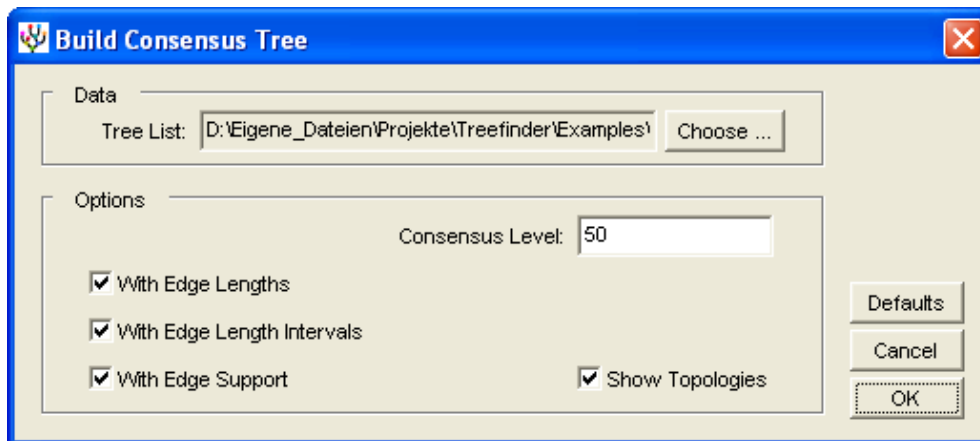 Build Consensus Tree
Data
Tree List: D:\Eigene_Dateien\Projekte\Treefinder\Examples\ Choose ...
Options
Consensus Level: 50
With Edge Lengths
With Edge Length Intervals
With Edge Support Show Topologies
Defaults
Cancel
OK